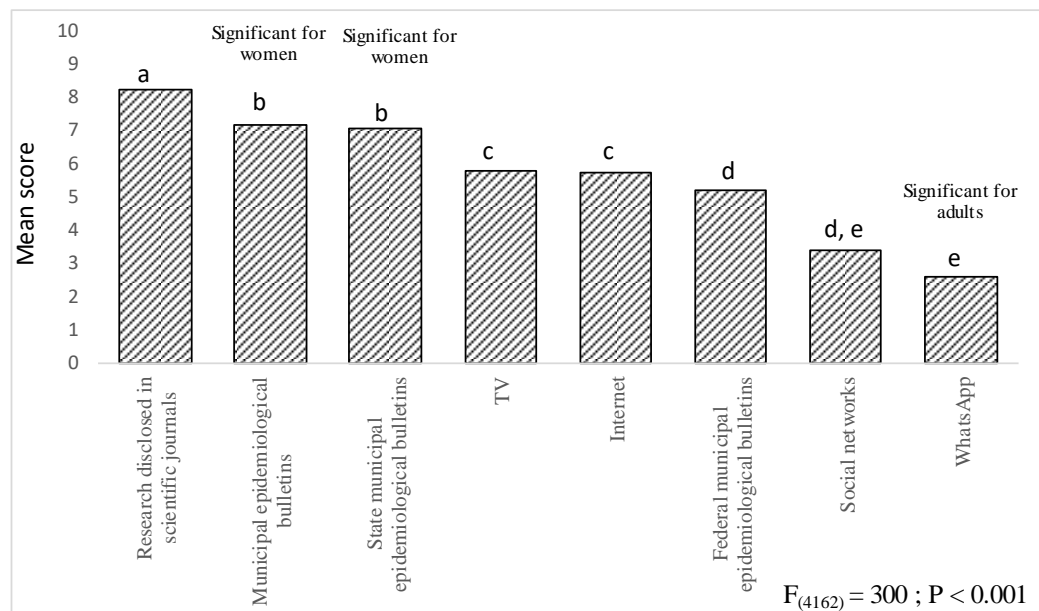 Mean score
10
9
8
7
6
5
4
3
2
1
0
a
Significant for
women
b
Significant for
women
b
c
c
d
d, e
Significant for
adults
e
Research disclosed in
scientific journals
Municipal epidemiological
bulletins
State municipal
epidemiological bulletins
TV
Internet
Federal municipal
epidemiological bulletins
Social networks
WhatsApp
F(4162) = 300 ; P < 0.001